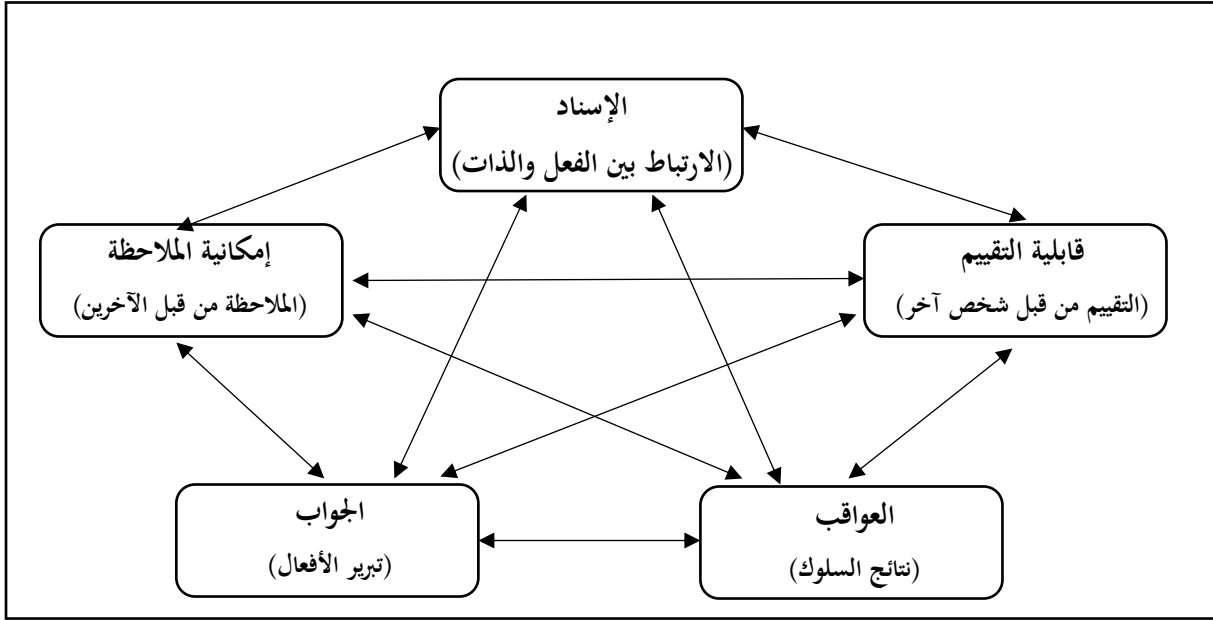 الإسناد
(الارتباط بين الفعل والذات)
قابلية التقييم
(التقييم من قبل شخص آخر)
إمكانية الملاحظة
(الملاحظة من قبل الآخرين)
العواقب
(نتائج السلوك)
الجواب
(تبرير الأفعال)